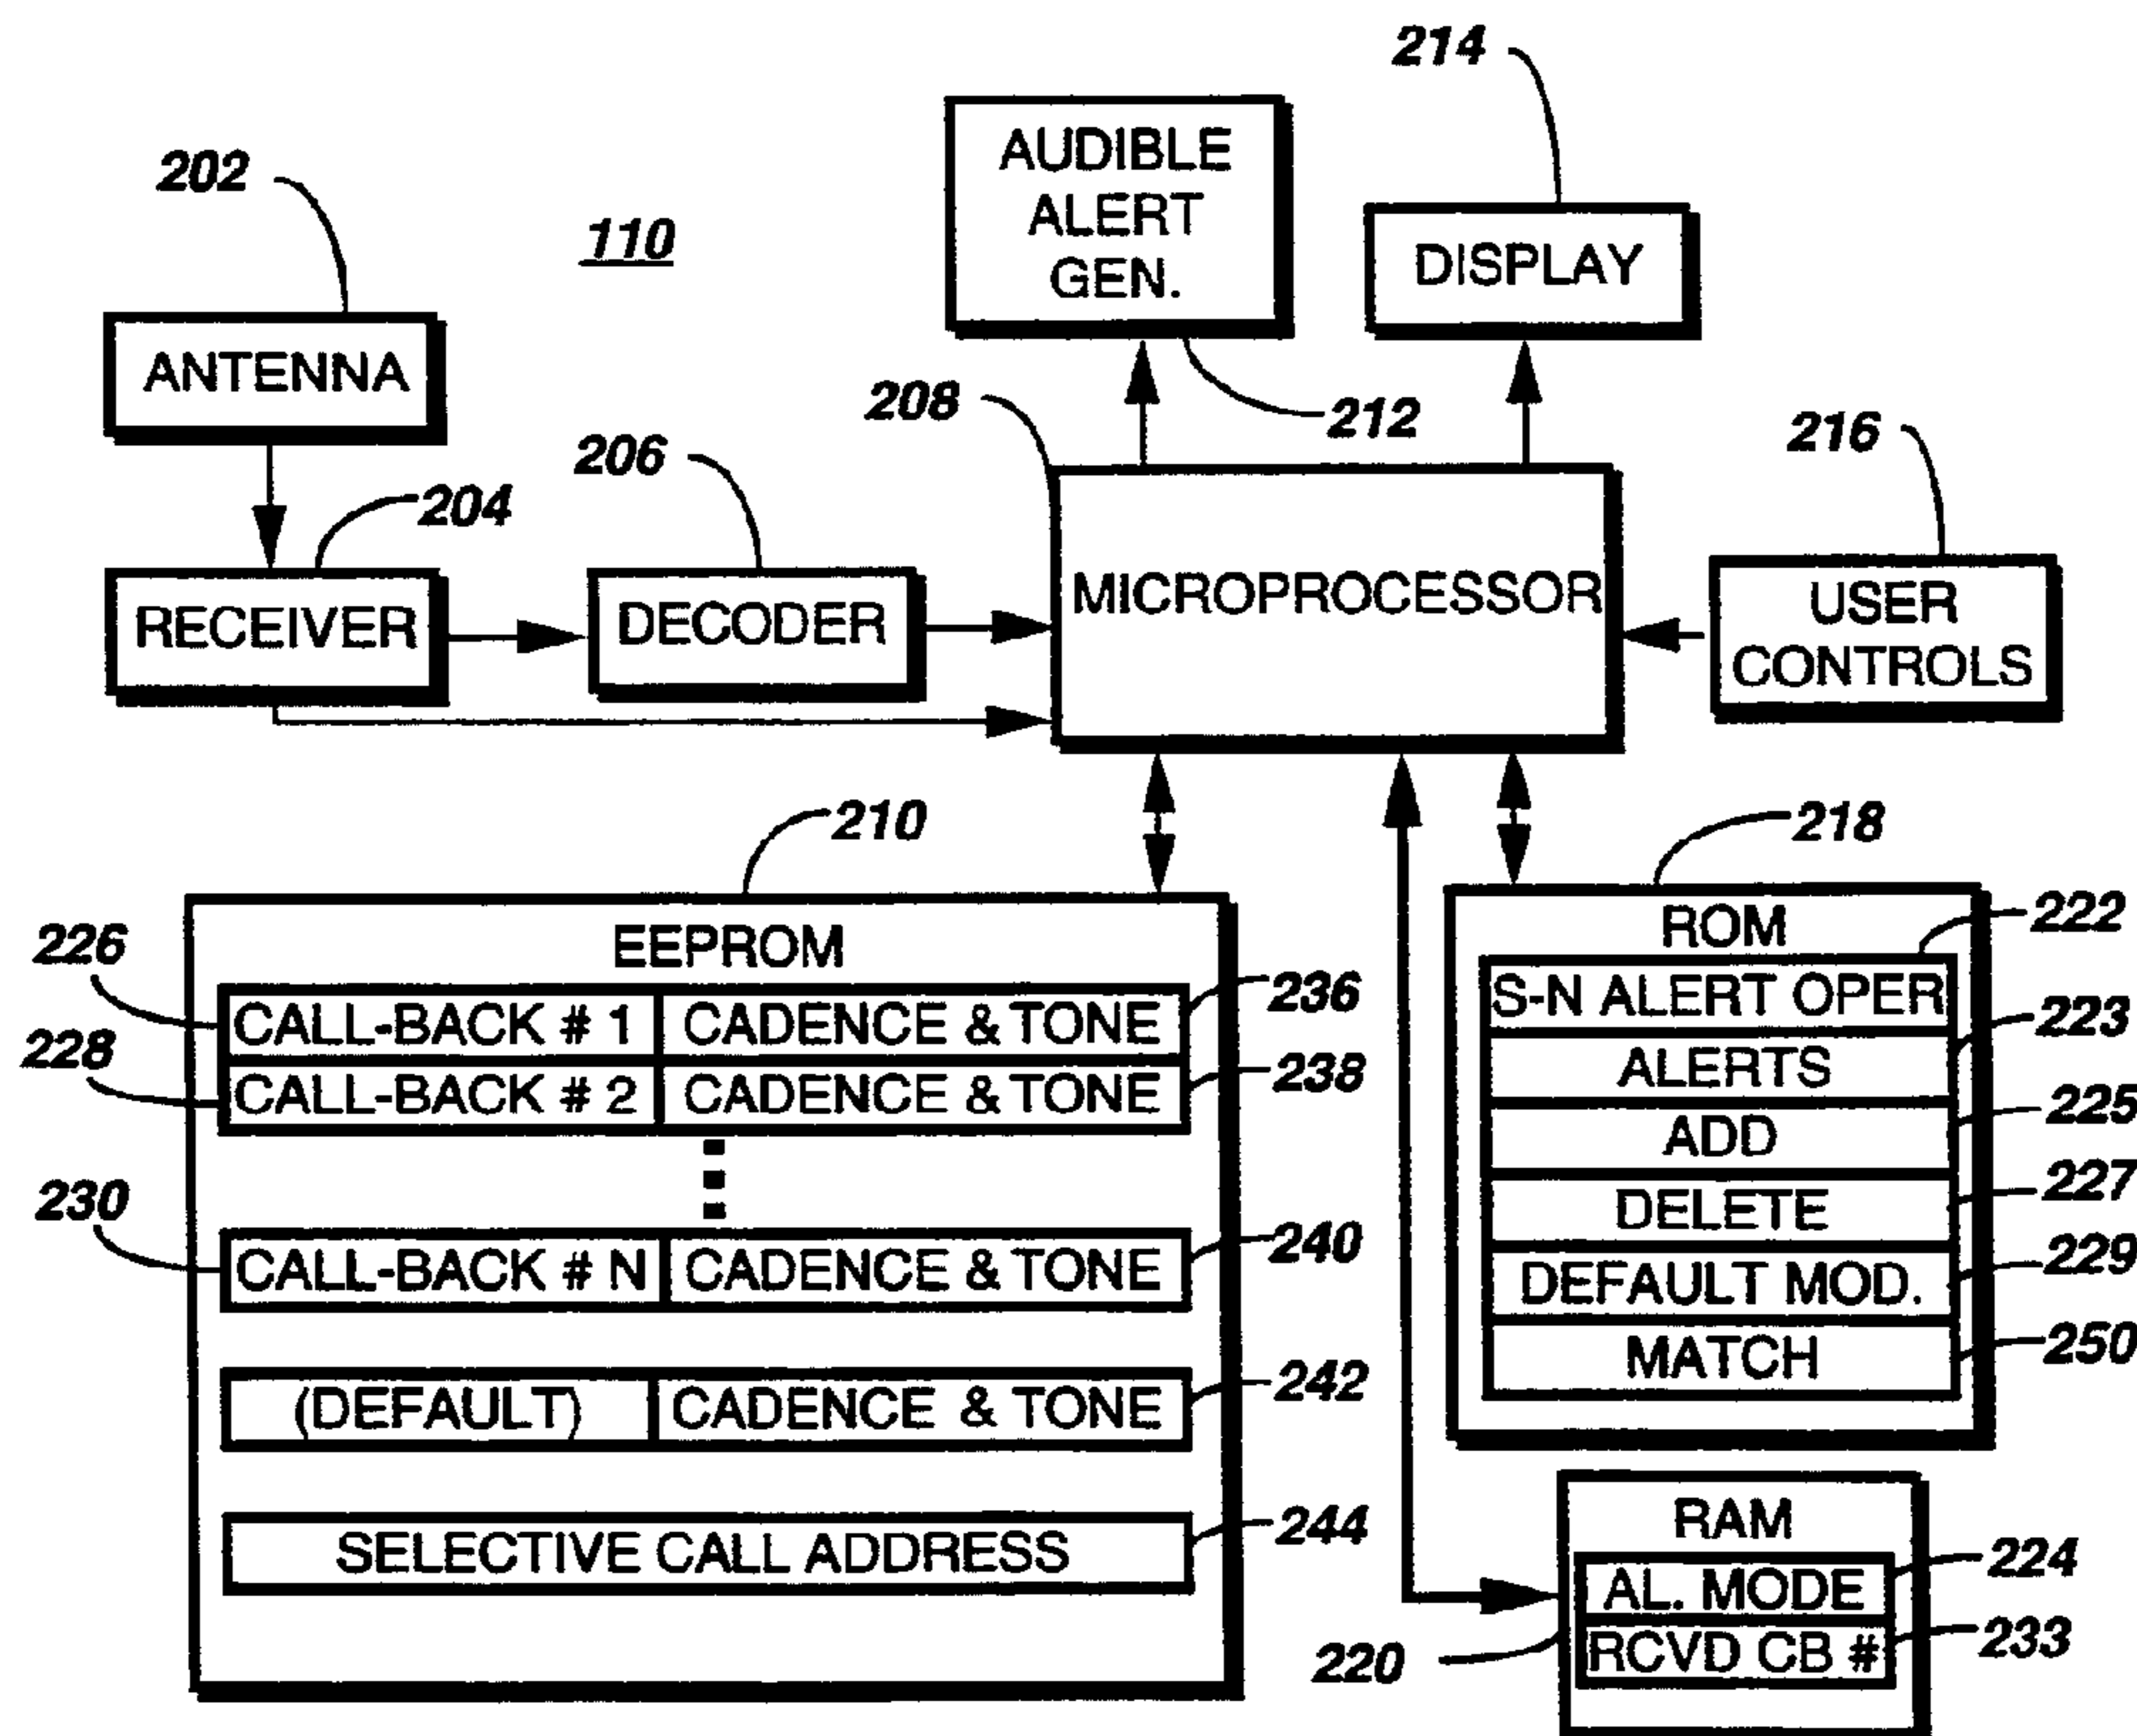 214
AUDIBLE
ALERT
GEN.
202
110
DISPLAY
ANTENNA
208
212
216
206
204
RECEIVER
DECODER
MICROPROCESSOR
USER
CONTROLS
210
218
EEPROM
ROM
222
226
CALL-BACK # 1
CADENCE & TONE
236
S-N ALERT OPER
223
228
CALL-BACK # 2
CADENCE & TONE
238
ALERTS
ADD
225
DELETE
227
230
CALL-BACK # N
CADENCE & TONE
240
DEFAULT MOD.
229
MATCH
250
(DEFAULT)
CADENCE & TONE
242
SELECTIVE CALL ADDRESS
244
RAM
AL. MODE
224
RCVD CB #
233
220